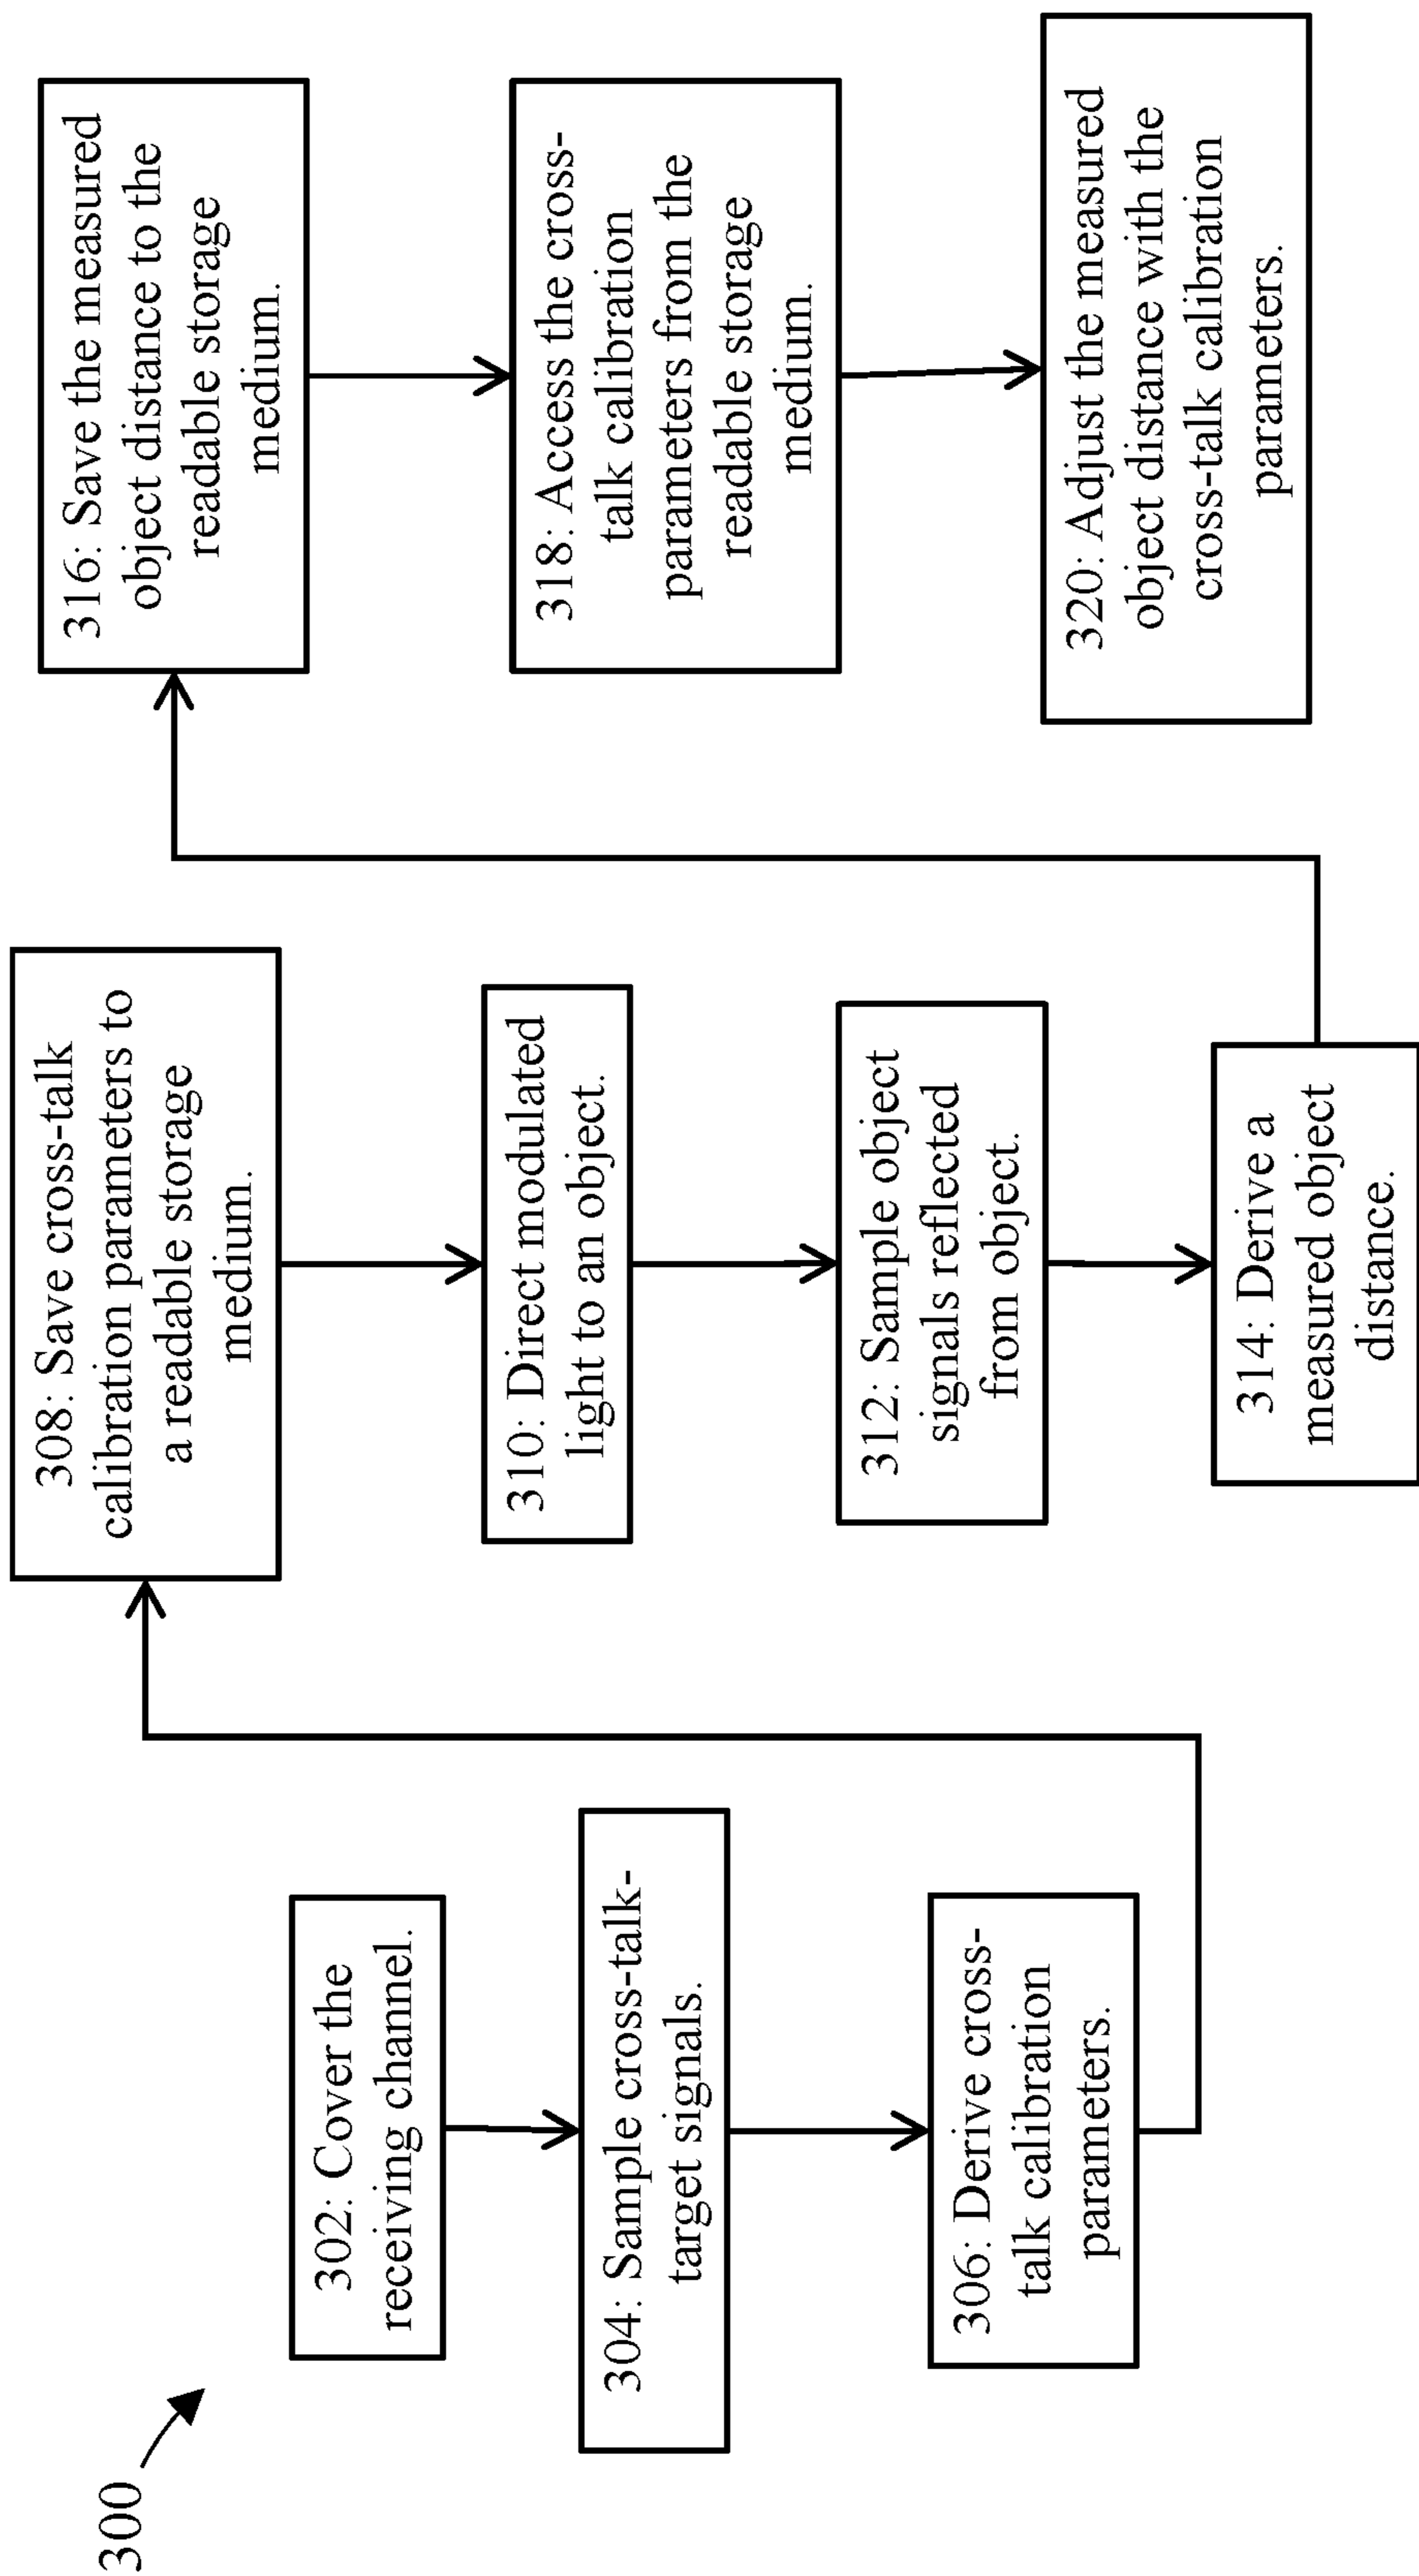 300
302: Cover the
receiving channel.
304: Sample cross-talk-
target signals.
306: Derive cross-
talk calibration
parameters.
308: Save cross-talk
calibration parameters to
a readable storage
medium.
310: Direct modulated
light to an object.
312: Sample object
signals reflected
from object.
314: Derive a
measured object
distance.
316: Save the measured
object distance to the
readable storage
medium.
318: Access the cross-
talk calibration
parameters from the
readable storage
medium.
320: Adjust the measured
object distance with the
cross-talk calibration
parameters.